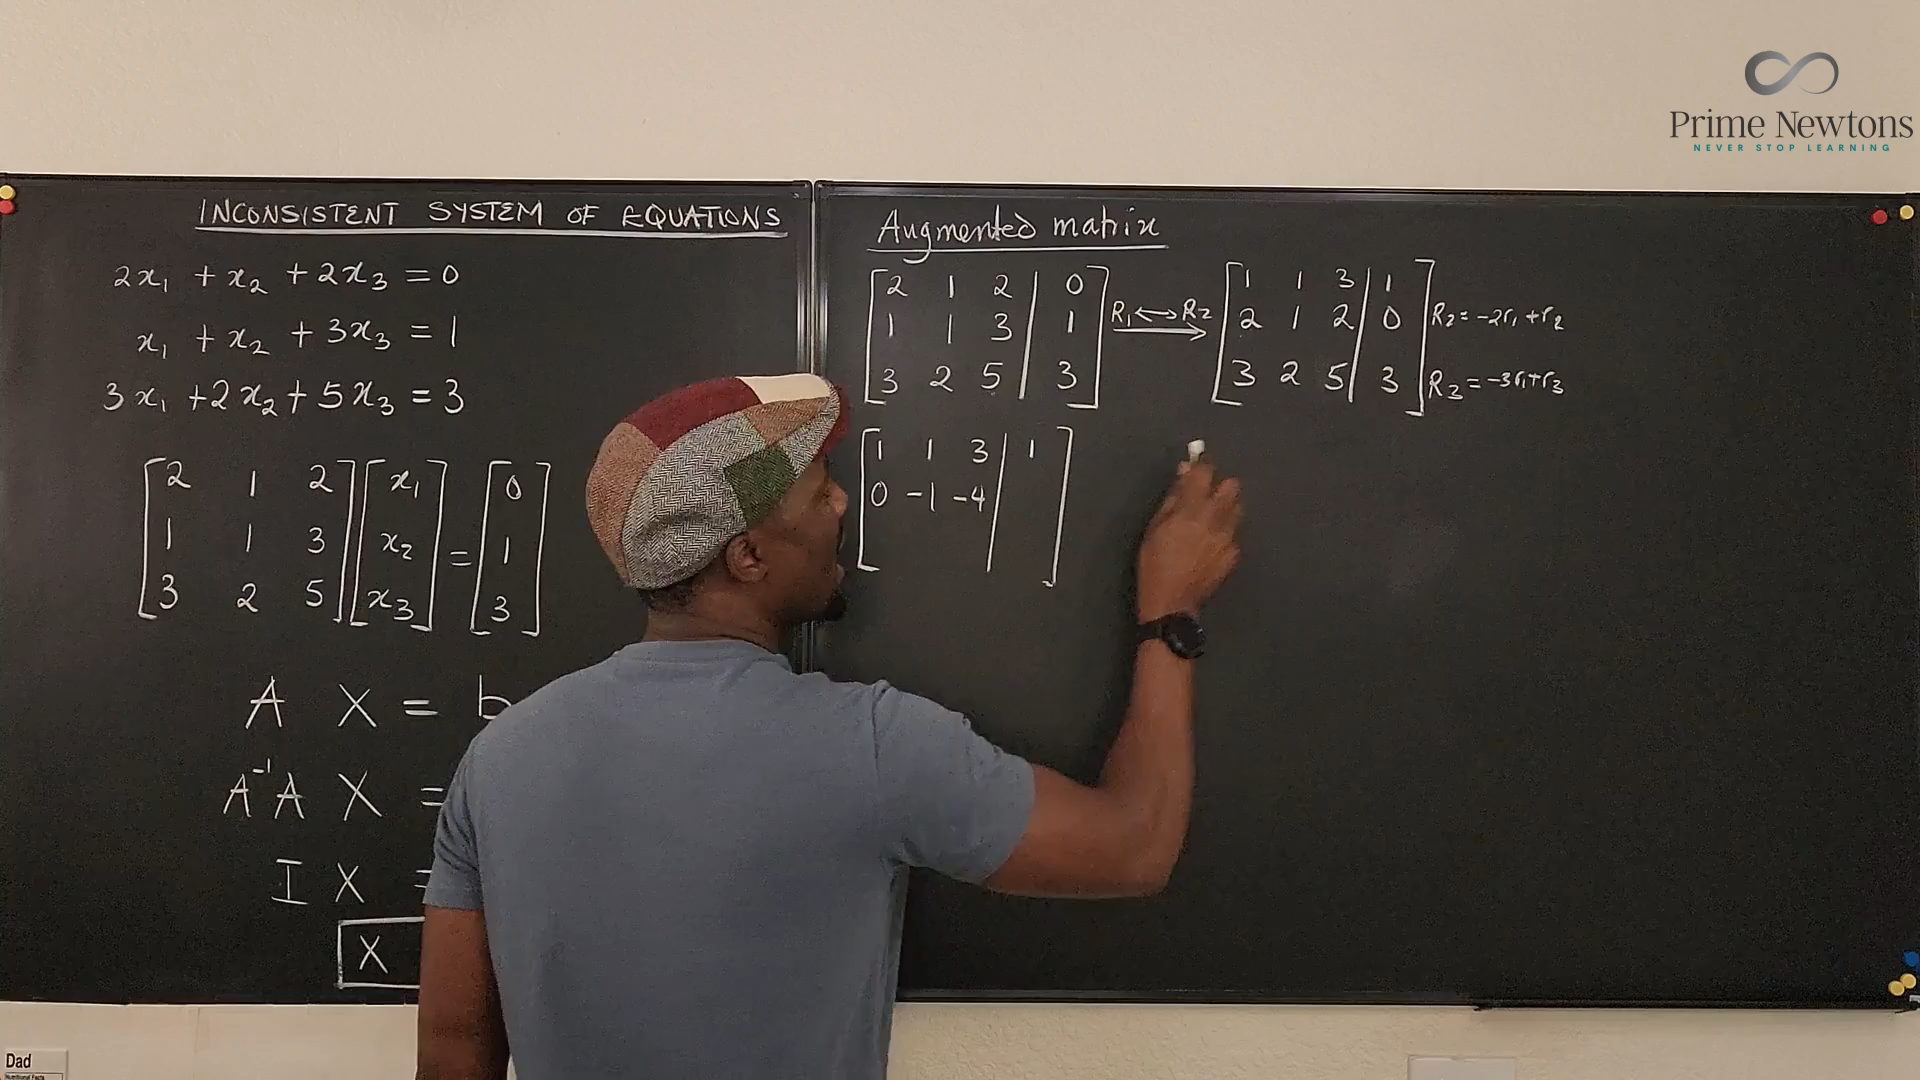 Prime Newtons
NEVER STOP LEARNING
INCONSISTENT SYSTEM OF EQUATIONS
2x₁ + x₂ + 2x₃ = 0
x₁ + x₂ + 3x₃ = 1
3x₁ + 2x₂ + 5x₃ = 3
[2 1 2] [x₁] [0]
[1 1 3] [x₂] = [1]
[3 2 5] [x₃] [3]
A X = b
A⁻¹A X =
I X =
X
Augmented matrix
[2 1 2 | 0] R₁ ↔ R₂ [1 1 3 | 1]
[1 1 3 | 1] → [2 1 2 | 0] R₂ = -2r₁ + r₂
[3 2 5 | 3] [3 2 5 | 3] R₃ = -3r₁ + r₃
[1 1 3 | 1]
[0 -1 -4 | ]
Dad
Nutritional Facts